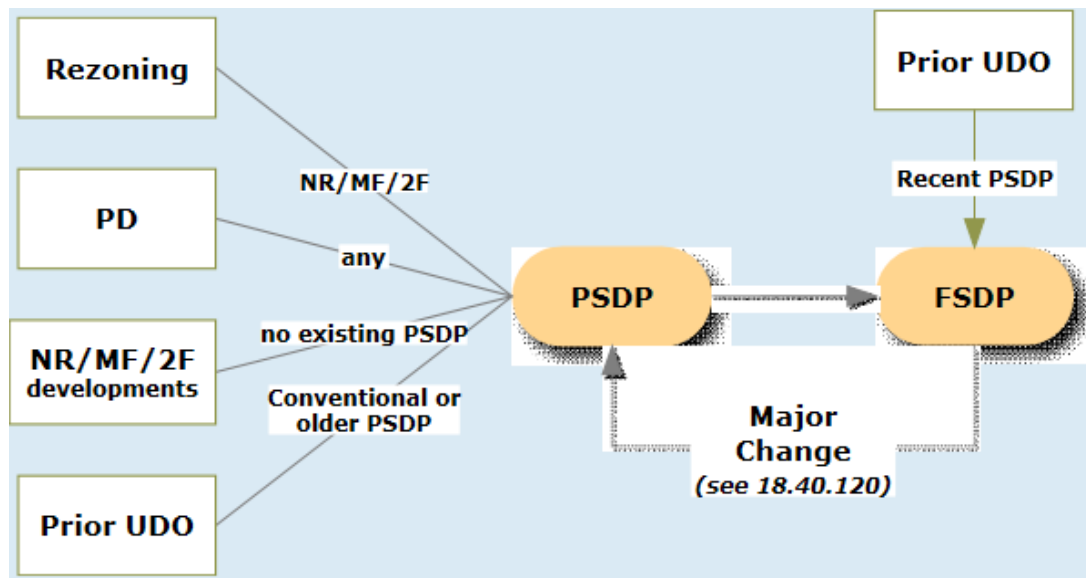 Rezoning
Prior UDO
NR/MF/2F
Recent PSDP
PD
any
PSDP
FSDP
no existing PSDP
NR/MF/2F
developments
Conventional or
older PSDP
Major
Change
(see 18.40.120)
Prior UDO